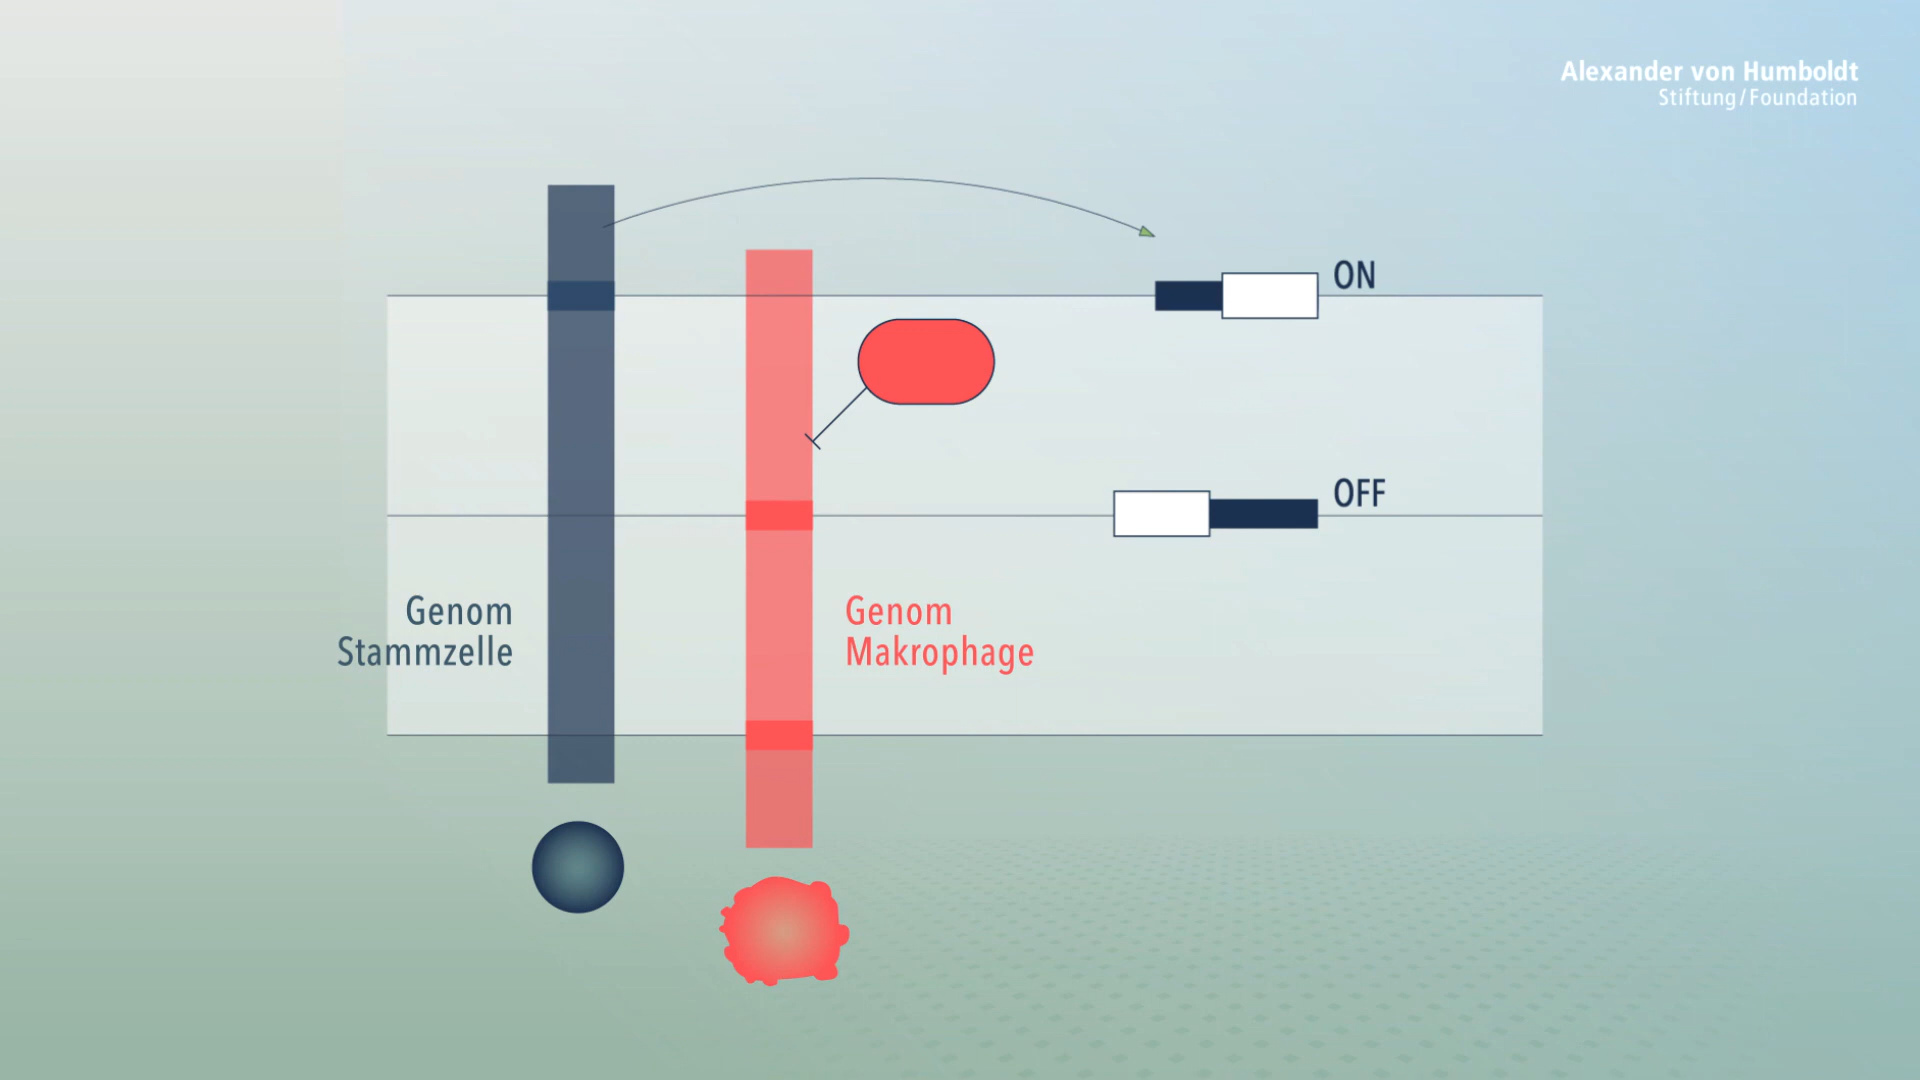 Alexander von Humboldt
Stiftung/Foundation
ON
OFF
Genom
Stammzelle
Genom
Makrophage